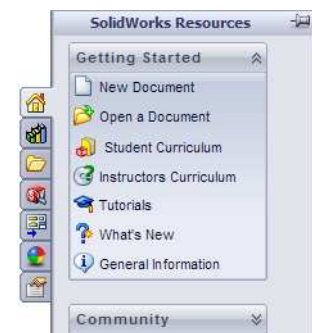 SolidWorks Resources
Getting Started
New Document
Open a Document
Student Curriculum
Instructors Curriculum
Tutorials
What's New
General Information
Community